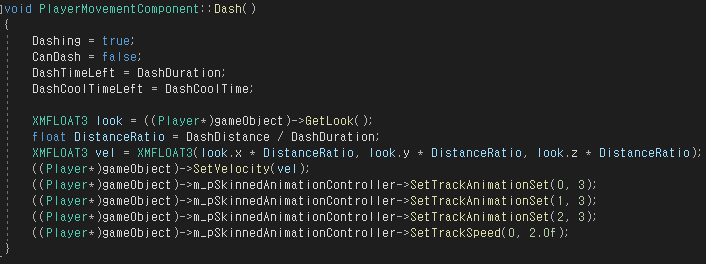 void PlayerMovementComponent::Dash()
{
Dashing = true;
CanDash = false;
DashTimeLeft = DashDuration;
DashCoolTimeLeft = DashCoolTime;
XMFLOAT3 look = ((Player*)gameObject)->GetLook();
float DistanceRatio = DashDistance / DashDuration;
XMFLOAT3 vel = XMFLOAT3(look.x * DistanceRatio, look.y * DistanceRatio, look.z * DistanceRatio);
((Player*)gameObject)->SetVelocity(vel);
((Player*)gameObject)->m_pSkinnedAnimationController->SetTrackAnimationSet(0, 3);
((Player*)gameObject)->m_pSkinnedAnimationController->SetTrackAnimationSet(1, 3);
((Player*)gameObject)->m_pSkinnedAnimationController->SetTrackAnimationSet(2, 3);
((Player*)gameObject)->m_pSkinnedAnimationController->SetTrackSpeed(0, 2.0f);
}